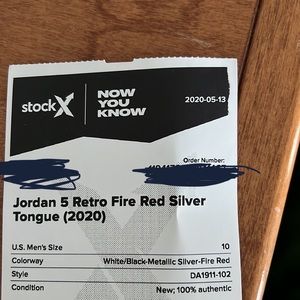 stockX
NOW
YOU
KNOW
2020-05-13
Order Number:
Jordan 5 Retro Fire Red Silver
Tongue (2020)
U.S. Men's Size 10
Colorway White/Black-Metallic Silver-Fire Red
Style DA1911-102
Condition New; 100% authentic